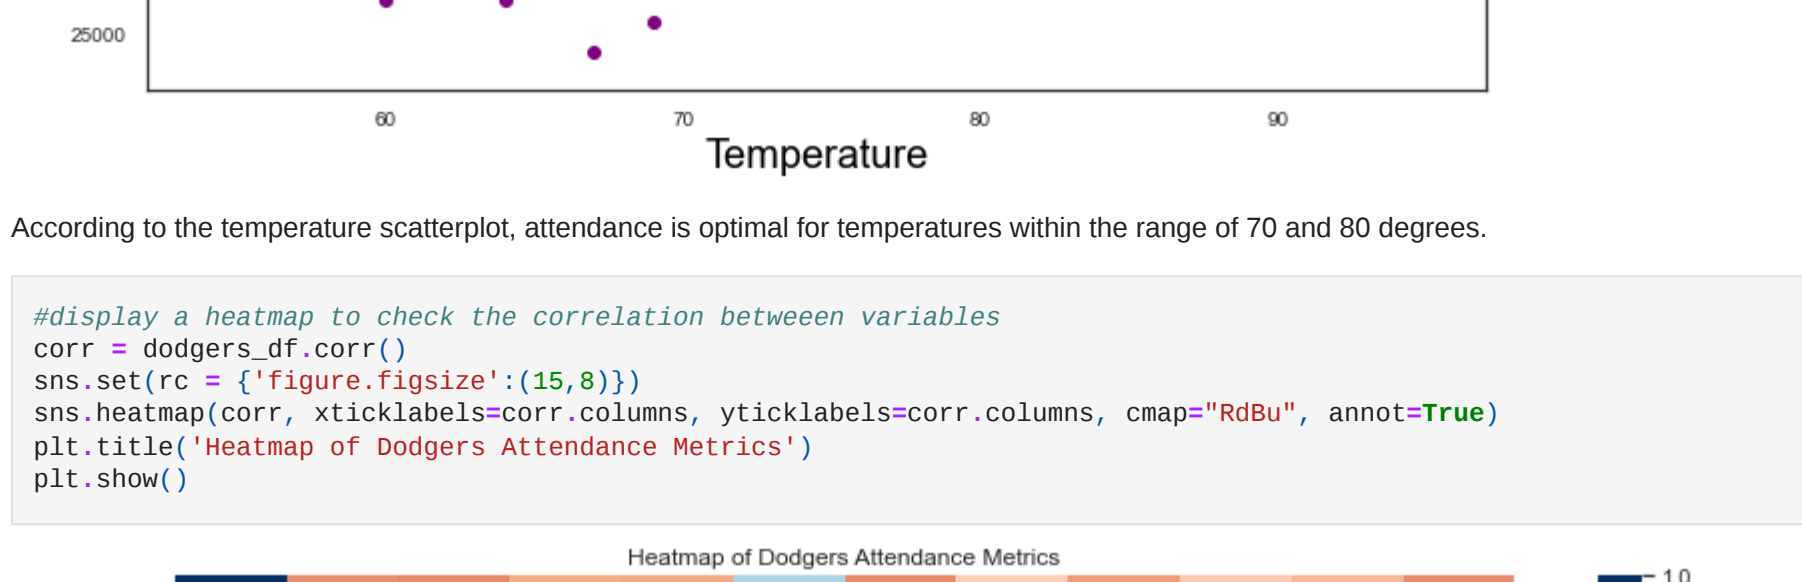 25000
60 70 80 90
Temperature
According to the temperature scatterplot, attendance is optimal for temperatures within the range of 70 and 80 degrees.
#display a heatmap to check the correlation betweeen variables
corr = dodgers_df.corr()
sns.set(rc = {'figure.figsize':(15,8)})
sns.heatmap(corr, xticklabels=corr.columns, yticklabels=corr.columns, cmap="RdBu", annot=True)
plt.title('Heatmap of Dodgers Attendance Metrics')
plt.show()
Heatmap of Dodgers Attendance Metrics
1.0